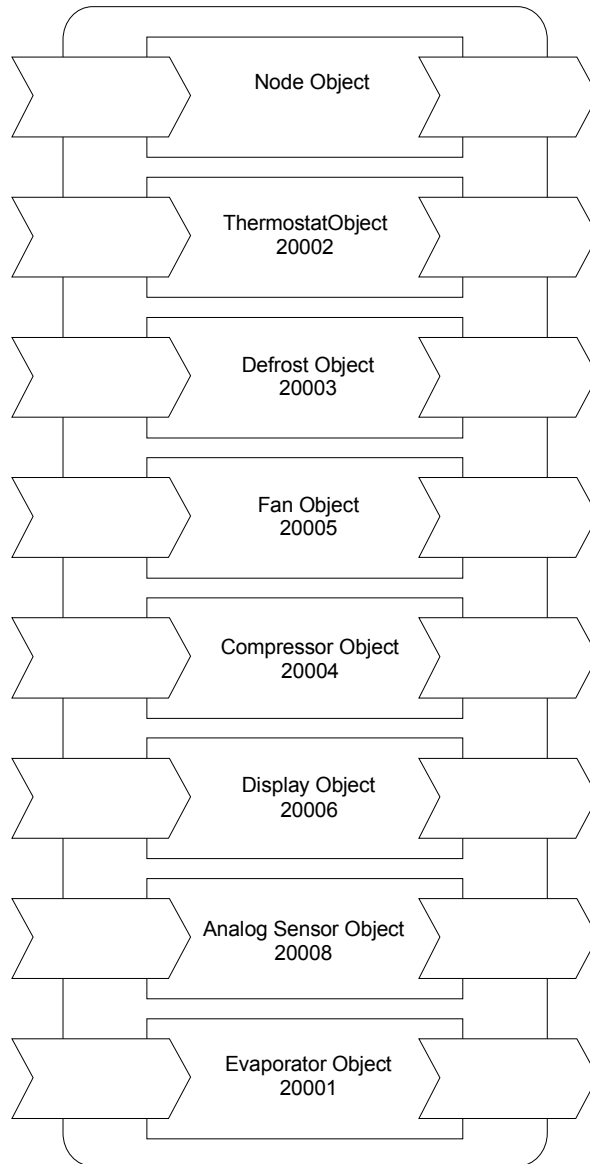 Node Object
ThermostatObject
20002
Defrost Object
20003
Fan Object
20005
Compressor Object
20004
Display Object
20006
Analog Sensor Object
20008
Evaporator Object
20001